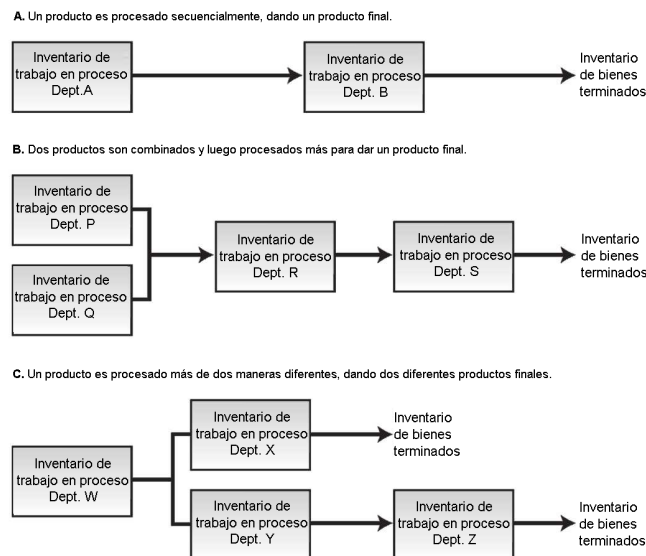 A. Un producto es procesado secuencialmente, dando un producto final.
Inventario de
trabajo en proceso
Dept.A
Inventario de
trabajo en proceso
Dept. B
Inventario
de bienes
terminados
B. Dos productos son combinados y luego procesados más para dar un producto final.
Inventario de
trabajo en proceso
Dept. P
Inventario de
trabajo en proceso
Dept. Q
Inventario de
trabajo en proceso
Dept. R
Inventario de
trabajo en proceso
Dept. S
Inventario
de bienes
terminados
C. Un producto es procesado más de dos maneras diferentes, dando dos diferentes productos finales.
Inventario de
trabajo en proceso
Dept. W
Inventario de
trabajo en proceso
Dept. X
Inventario
de bienes
terminados
Inventario de
trabajo en proceso
Dept. Y
Inventario de
trabajo en proceso
Dept. Z
Inventario
de bienes
terminados